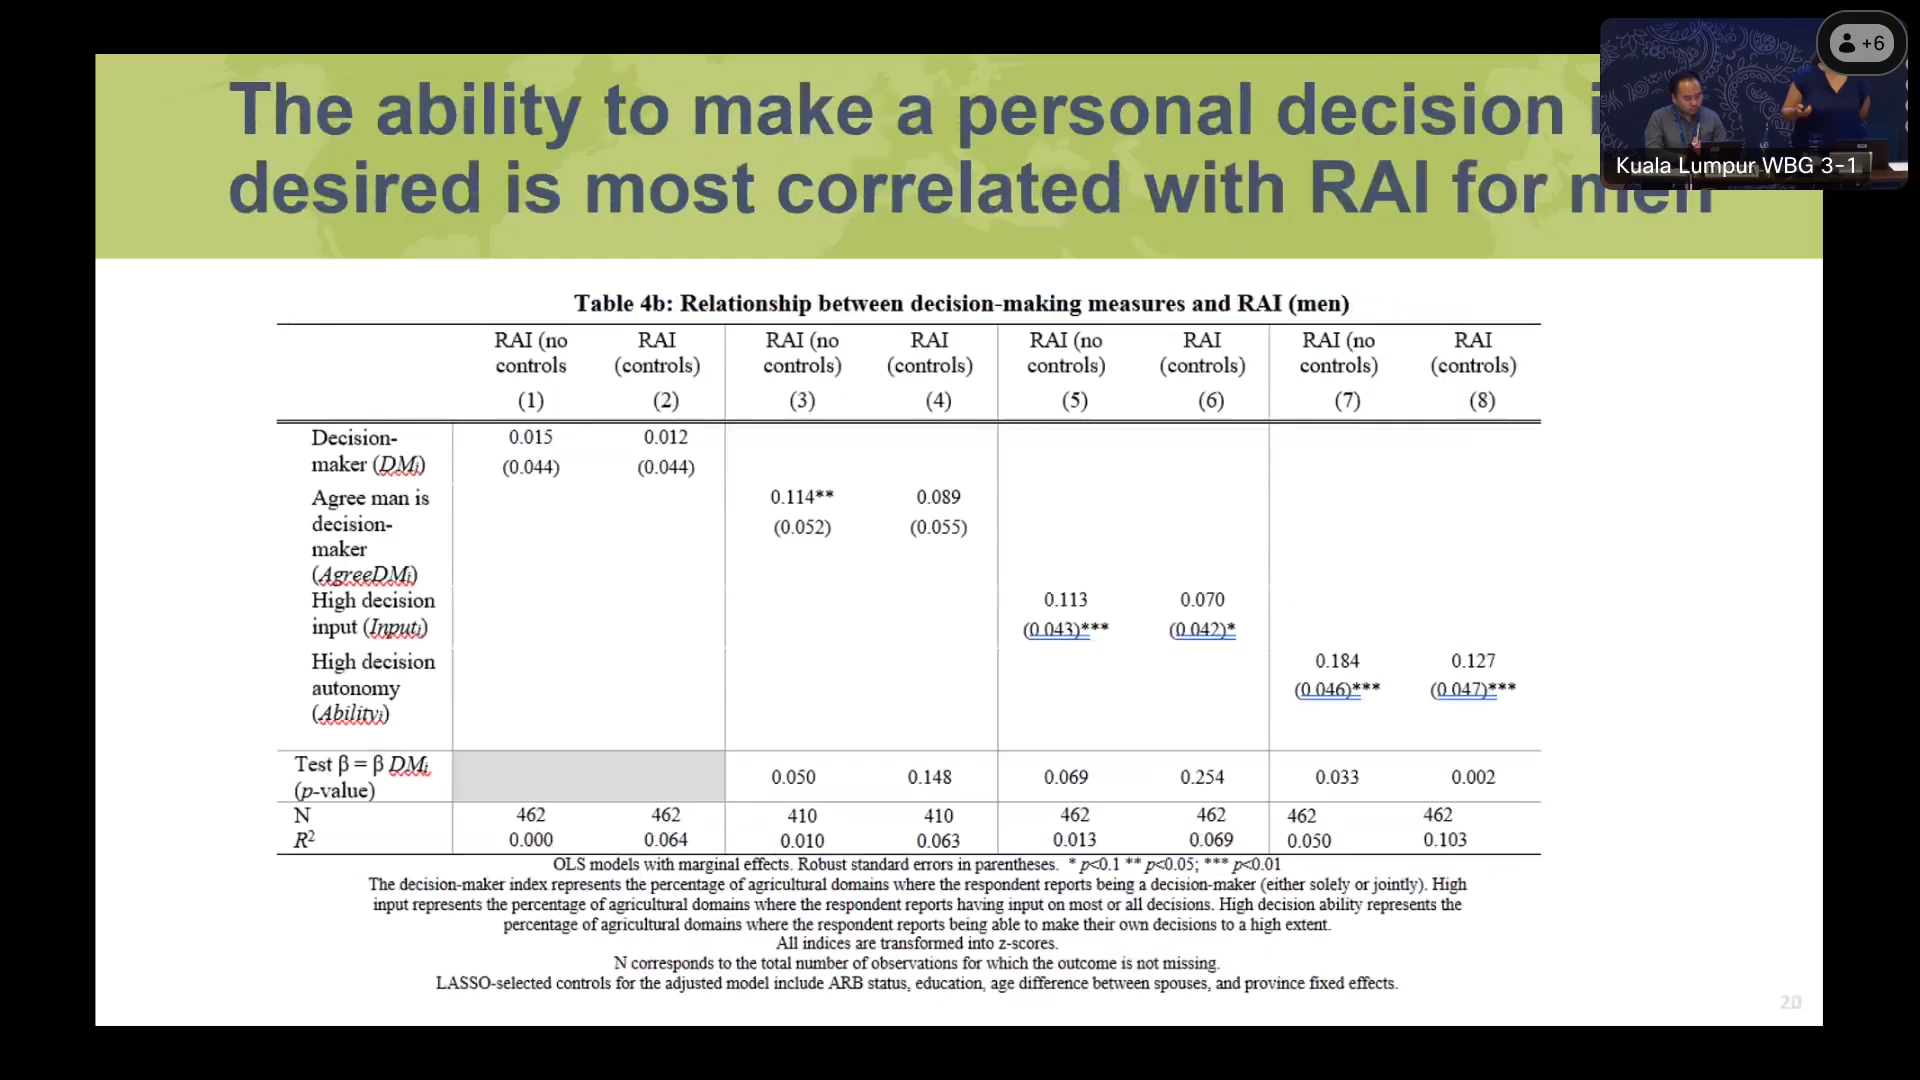 The ability to make a personal decision i
desired is most correlated with RAI for men
+6
Kuala Lumpur WBG 3-1
Table 4b: Relationship between decision-making measures and RAI (men)
RAI (no controls RAI (controls) RAI (no controls) RAI (controls) RAI (no controls) RAI (controls) RAI (no controls) RAI (controls)
(1) (2) (3) (4) (5) (6) (7) (8)
Decision- 0.015 0.012
maker (DMi) (0.044) (0.044)
Agree man is 0.114** 0.089
decision- (0.052) (0.055)
maker
(AgreeDMi)
High decision 0.113 0.070
input (Inputi) (0.043)*** (0.042)*
High decision 0.184 0.127
autonomy (0.046)*** (0.047)***
(Abilityi)
Test β = β DMi
(p-value) 0.050 0.148 0.069 0.254 0.033 0.002
N 462 462 410 410 462 462 462 462
R2 0.000 0.064 0.010 0.063 0.013 0.069 0.050 0.103
OLS models with marginal effects. Robust standard errors in parentheses. * p<0.1 ** p<0.05; *** p<0.01
The decision-maker index represents the percentage of agricultural domains where the respondent reports being a decision-maker (either solely or jointly). High
input represents the percentage of agricultural domains where the respondent reports having input on most or all decisions. High decision ability represents the
percentage of agricultural domains where the respondent reports being able to make their own decisions to a high extent.
All indices are transformed into z-scores.
N corresponds to the total number of observations for which the outcome is not missing.
LASSO-selected controls for the adjusted model include ARB status, education, age difference between spouses, and province fixed effects.
20